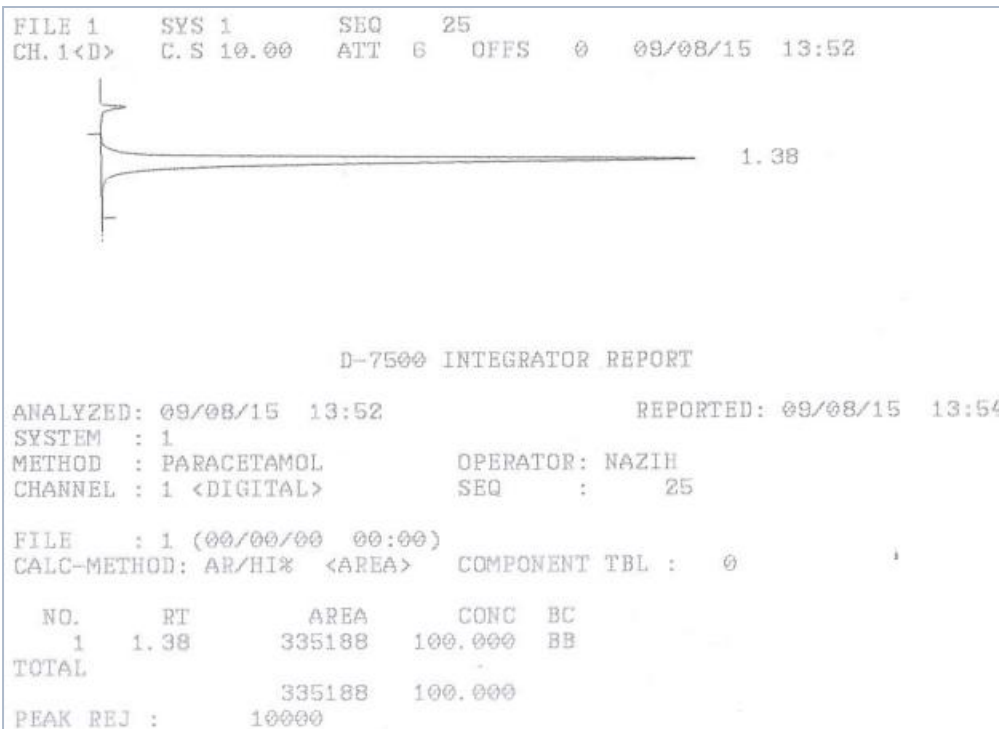 FILE 1 SYS 1 SEQ 25
CH. 1<D> C.S 10.00 ATT 6 OFFS 0 09/08/15 13:52
1.38
D-7500 INTEGRATOR REPORT
ANALYZED: 09/08/15 13:52 REPORTED: 09/08/15 13:54
SYSTEM : 1
METHOD : PARACETAMOL OPERATOR: NAZIH
CHANNEL : 1 <DIGITAL> SEQ : 25
FILE : 1 (00/00/00 00:00)
CALC-METHOD: AR/HI% <AREA> COMPONENT TBL : 0
NO. RT AREA CONC BC
1 1.38 335188 100.000 BB
TOTAL
335188 100.000
PEAK REJ : 10000